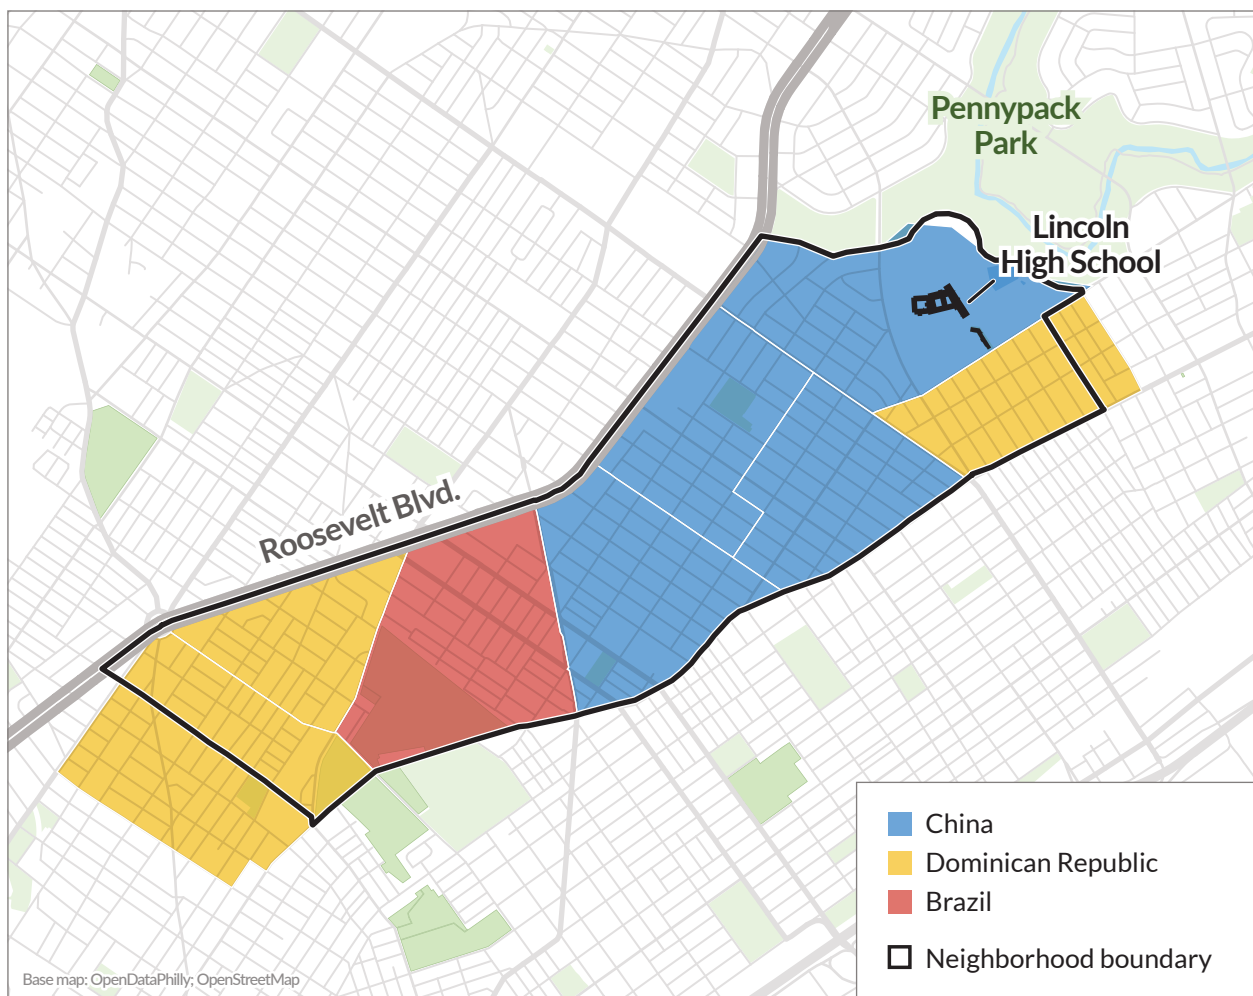 Pennypack
Park
Lincoln
High School
Roosevelt Blvd.
China
Dominican Republic
Brazil
Neighborhood boundary
Base map: OpenDataPhilly; OpenStreetMap